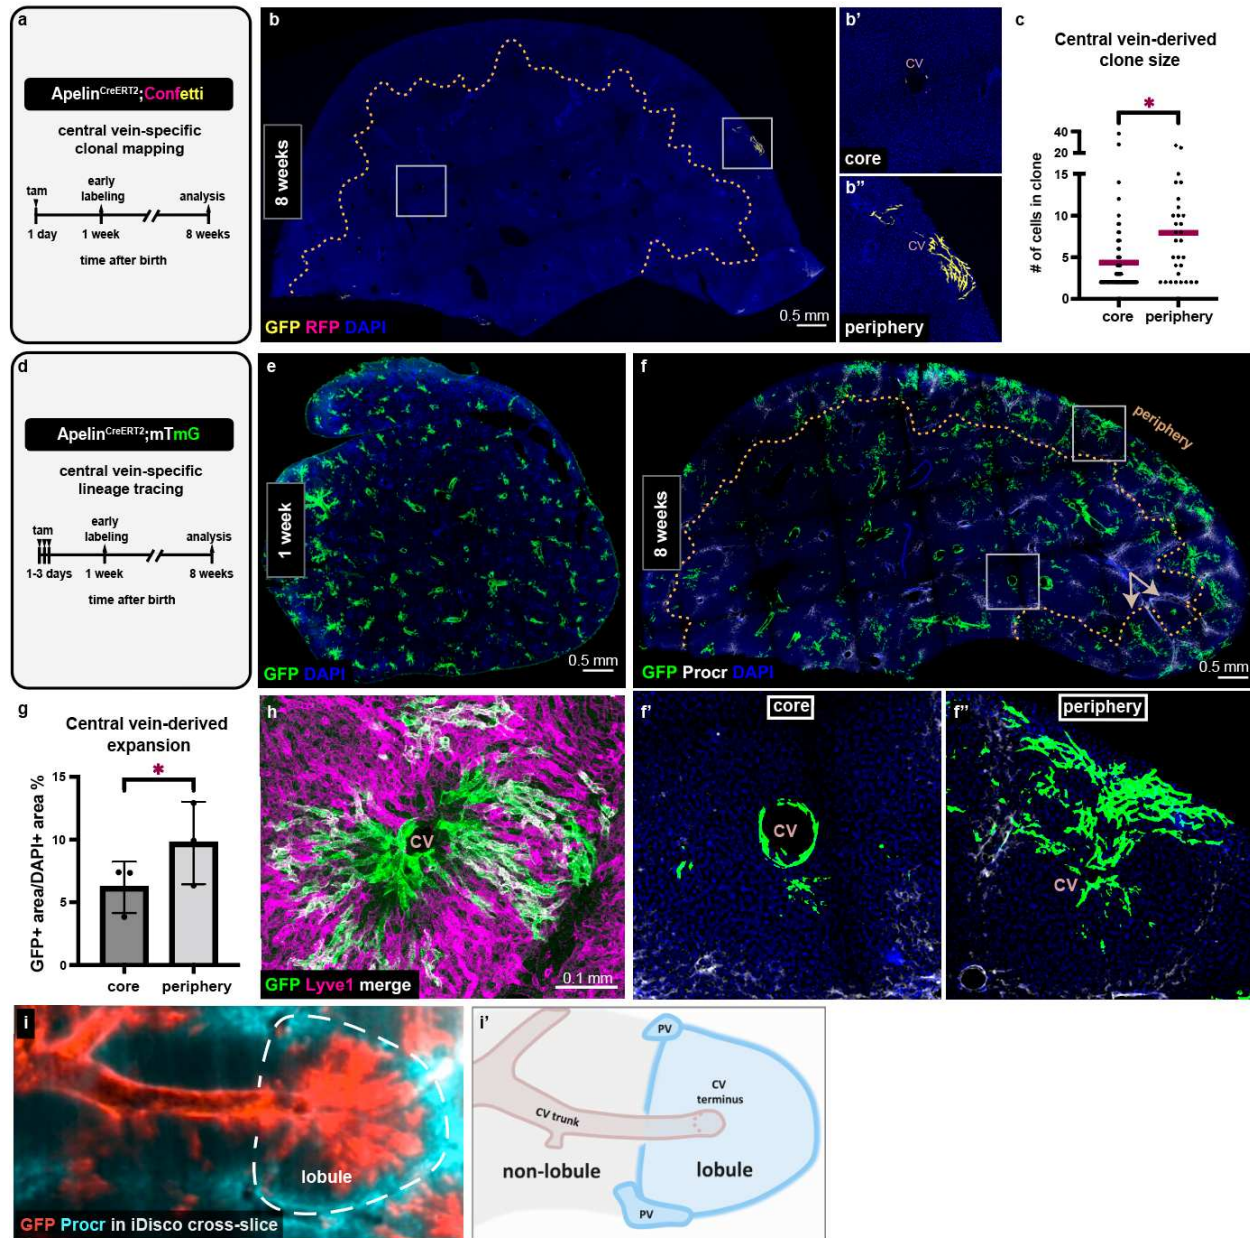 a
Apelin^CreERT2;Confetti
central vein-specific
clonal mapping
tam
early
labeling
analysis
1 day
1 week
8 weeks
time after birth
b
8 weeks
GFP RFP DAPI
0.5 mm
b'
CV
core
b"
CV
periphery
c
Central vein-derived
clone size
*
# of cells in clone
40
20
15
10
5
0
core
periphery
d
Apelin^CreERT2;mTmG
central vein-specific
lineage tracing
tam
early
labeling
analysis
1-3 days
1 week
8 weeks
time after birth
e
1 week
GFP DAPI
0.5 mm
f
8 weeks
periphery
GFP Procr DAPI
0.5 mm
g
Central vein-derived
expansion
*
GFP+ area/DAPI+ area %
15
10
5
0
core
periphery
h
CV
GFP Lyve1 merge
0.1 mm
f'
core
CV
f"
periphery
CV
i
lobule
GFP Procr in iDisco cross-slice
i'
PV
CV
terminus
CV trunk
non-lobule
lobule
PV